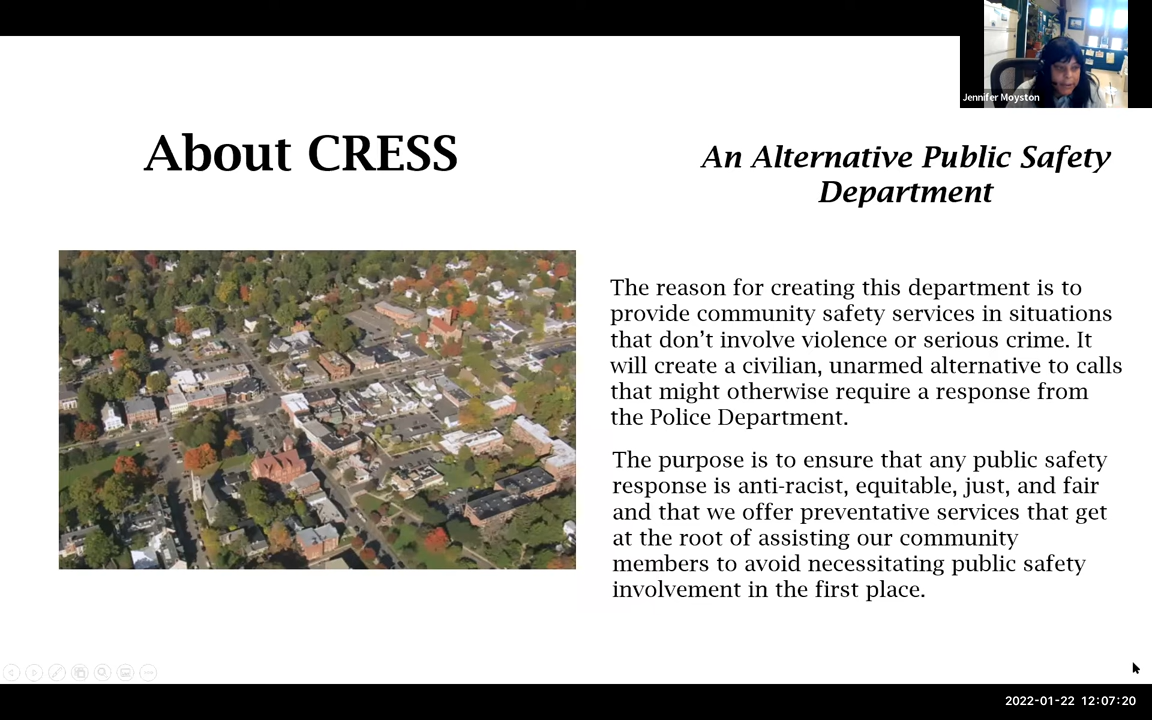 Jennifer Moyston
About CRESS
An Alternative Public Safety
Department
The reason for creating this department is to
provide community safety services in situations
that don't involve violence or serious crime. It
will create a civilian, unarmed alternative to calls
that might otherwise require a response from
the Police Department.
The purpose is to ensure that any public safety
response is anti-racist, equitable, just, and fair
and that we offer preventative services that get
at the root of assisting our community
members to avoid necessitating public safety
involvement in the first place.
2022-01-22 12:07:20